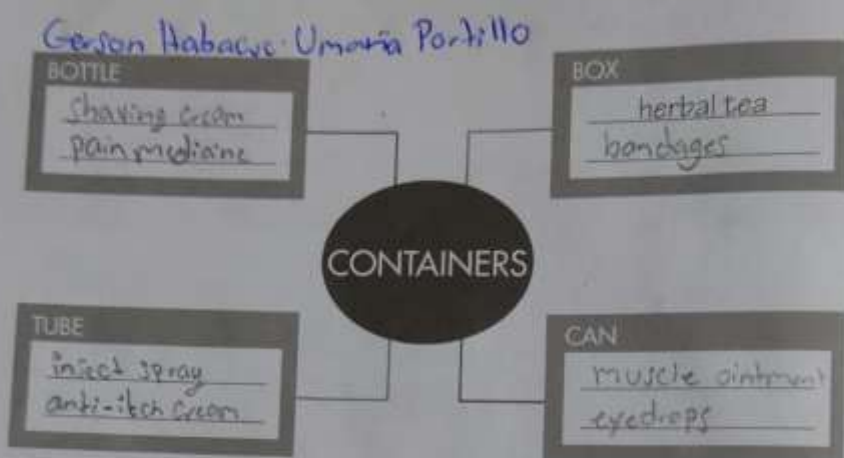 Gerson Habacuc Umaña Portillo
BOTTLE
shaving cream
pain medicine
BOX
herbal tea
bandages
CONTAINERS
TUBE
insect spray
anti-itch cream
CAN
muscle ointment
eyedrops